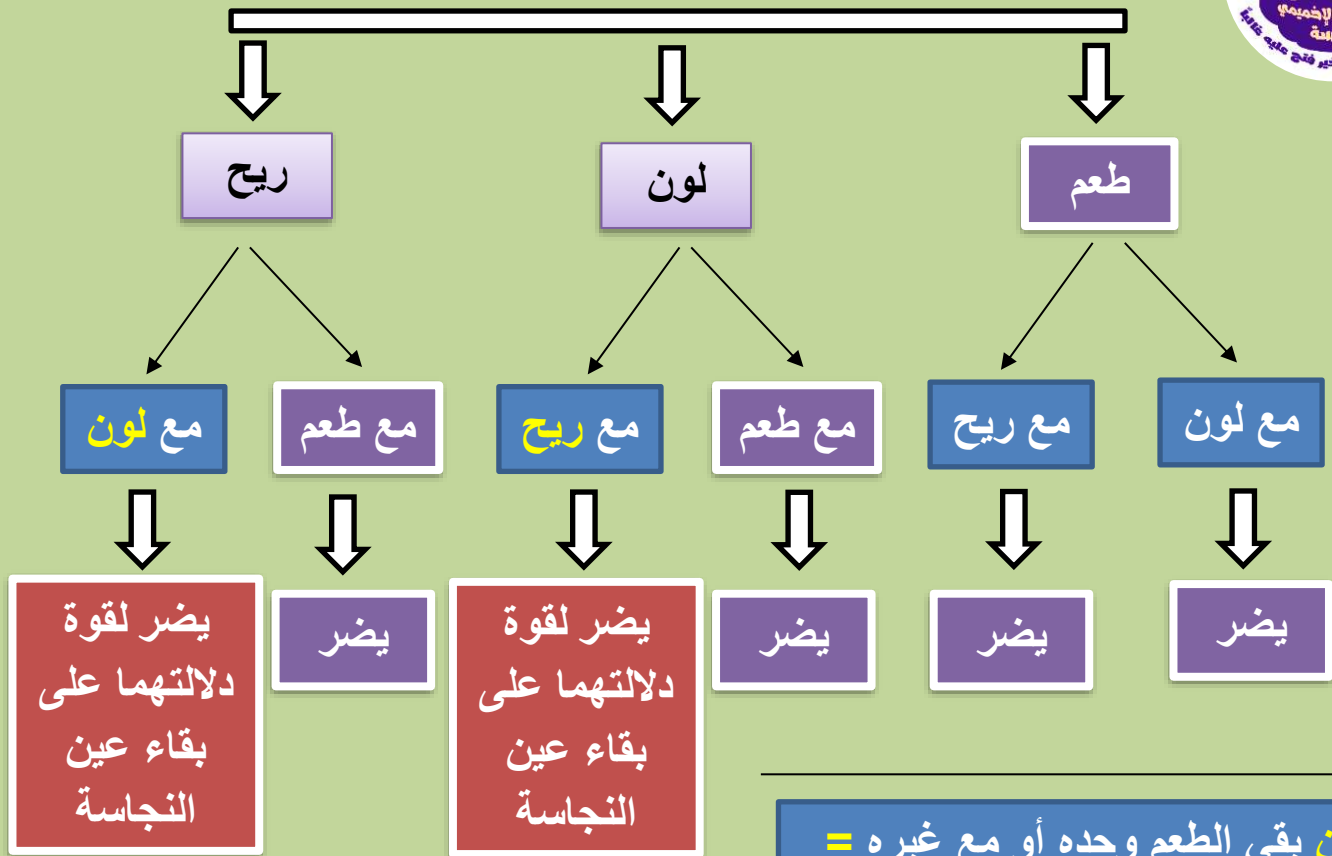 طعم
لون
ريح
مع لون
مع ريح
مع طعم
مع ريح
مع طعم
مع لون
يضر
يضر
يضر
يضر لقوة
دلالتهما على
بقاء عين
النجاسة
يضر
يضر لقوة
دلالتهما على
بقاء عين
النجاسة
بقي الطعم وحده أو مع غيره =